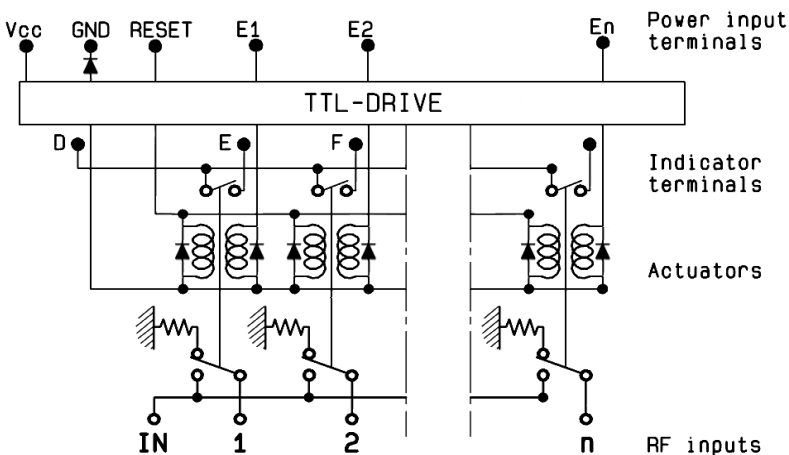 Vcc GND RESET E1 E2 En Power input
terminals
TTL-DRIVE
D E F Indicator
terminals
Actuators
IN 1 2 n RF inputs